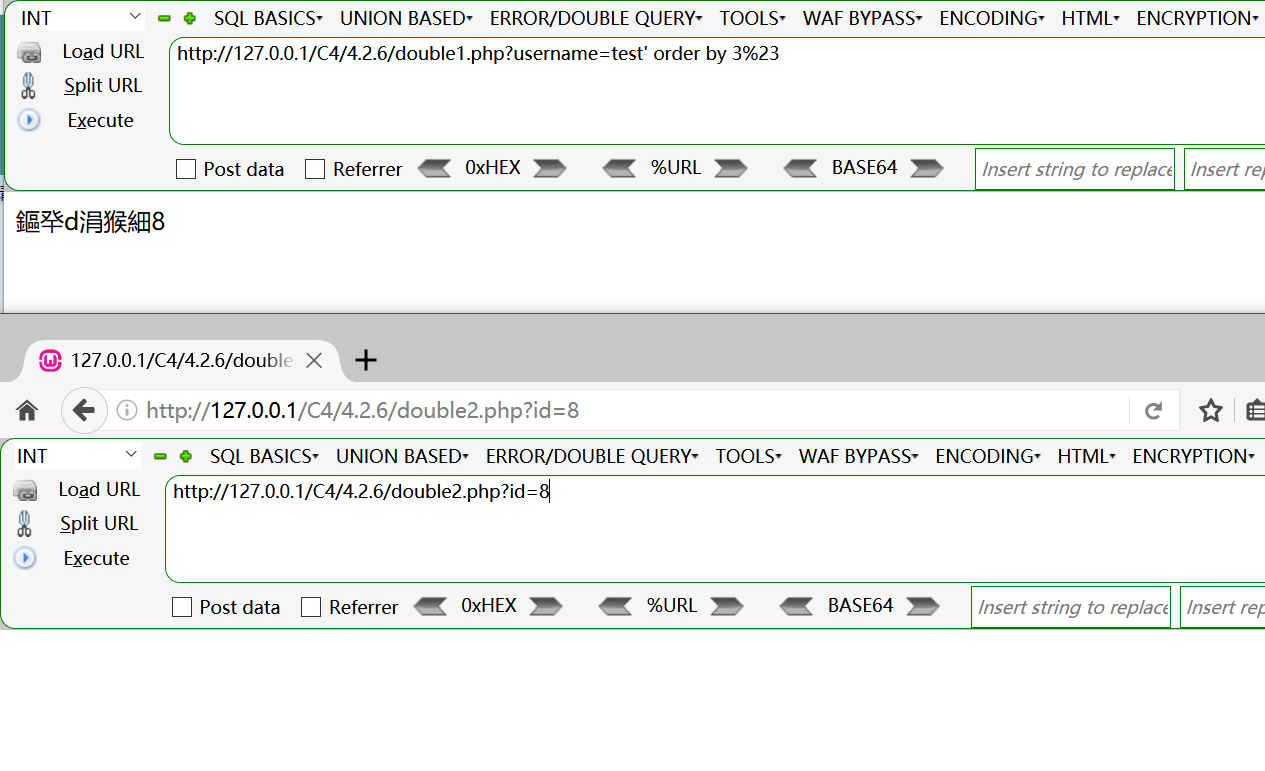 INT SQL BASICS UNION BASED ERROR/DOUBLE QUERY TOOLS WAF BYPASS ENCODING HTML ENCRYPTION
Load URL http://127.0.0.1/C4/4.2.6/double1.php?username=test' order by 3%23
Split URL
Execute
Post data Referrer 0xHEX %URL BASE64 Insert string to replace Insert rep
鏂癷d涓猴細8
127.0.0.1/C4/4.2.6/double
http://127.0.0.1/C4/4.2.6/double2.php?id=8
INT SQL BASICS UNION BASED ERROR/DOUBLE QUERY TOOLS WAF BYPASS ENCODING HTML ENCRYPTION
Load URL http://127.0.0.1/C4/4.2.6/double2.php?id=8
Split URL
Execute
Post data Referrer 0xHEX %URL BASE64 Insert string to replace Insert rep